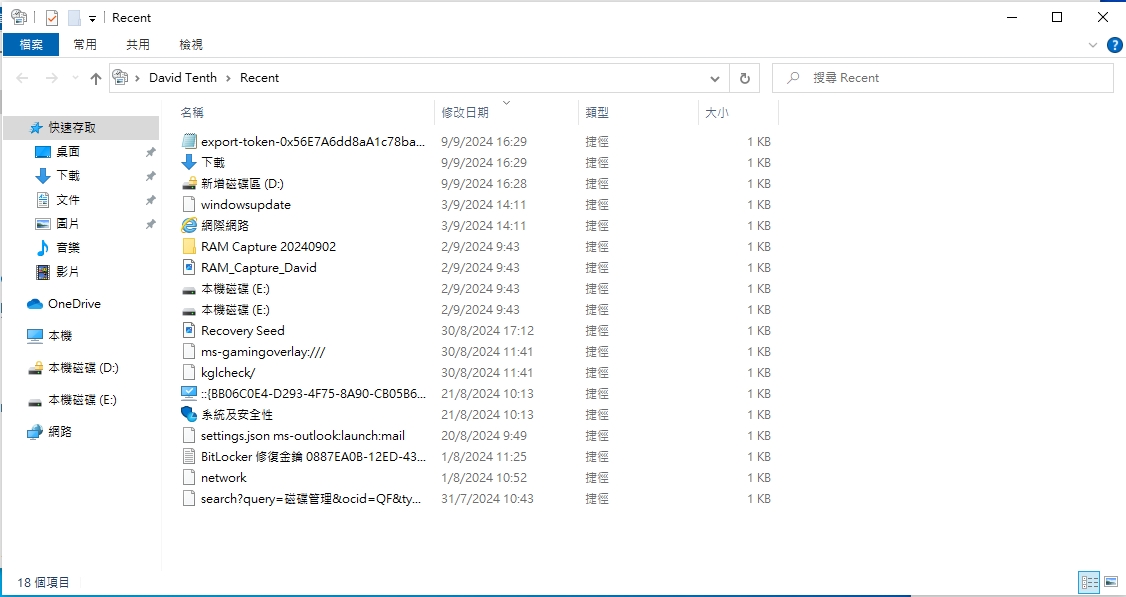 Recent
檔案 常用 共用 檢視
David Tenth > Recent
搜尋 Recent
名稱 修改日期 類型 大小
快速存取
桌面
下載
文件
圖片
音樂
影片
OneDrive
本機
本機磁碟 (D:)
本機磁碟 (E:)
網路
export-token-0x56E7A6dd8aA1c78ba... 9/9/2024 16:29 捷徑 1 KB
下載 9/9/2024 16:29 捷徑 1 KB
新增磁碟區 (D:) 9/9/2024 16:28 捷徑 1 KB
windowsupdate 3/9/2024 14:11 捷徑 1 KB
網際網路 3/9/2024 14:11 捷徑 1 KB
RAM Capture 20240902 2/9/2024 9:43 捷徑 1 KB
RAM_Capture_David 2/9/2024 9:43 捷徑 1 KB
本機磁碟 (E:) 2/9/2024 9:43 捷徑 1 KB
本機磁碟 (E:) 2/9/2024 9:43 捷徑 1 KB
Recovery Seed 30/8/2024 17:12 捷徑 1 KB
ms-gamingoverlay:/// 30/8/2024 11:41 捷徑 1 KB
kglcheck/ 30/8/2024 11:41 捷徑 1 KB
::{BB06C0E4-D293-4F75-8A90-CB05B6... 21/8/2024 10:13 捷徑 1 KB
系統及安全性 21/8/2024 10:13 捷徑 1 KB
settings.json ms-outlook:launch:mail 20/8/2024 9:49 捷徑 1 KB
BitLocker 修復金鑰 0887EA0B-12ED-43... 1/8/2024 11:25 捷徑 1 KB
network 1/8/2024 10:52 捷徑 1 KB
search?query=磁碟管理&ocid=QF&ty... 31/7/2024 10:43 捷徑 1 KB
18 個項目